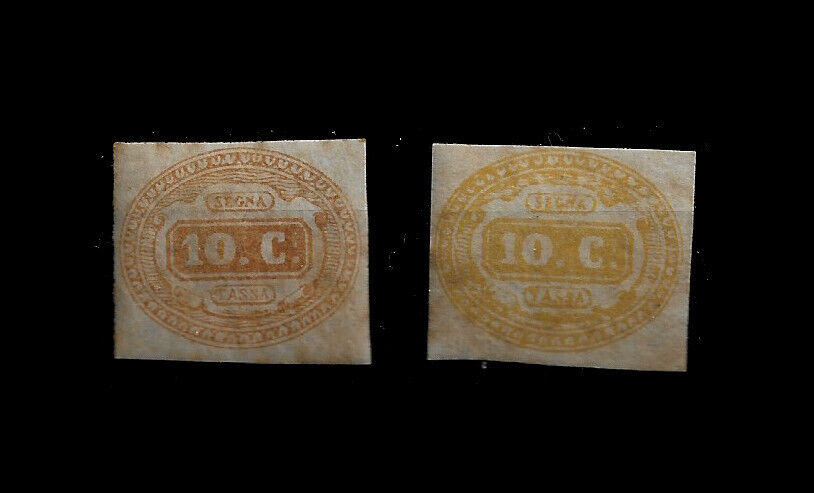 SEGNA
10. C.
TASSA
SEGNA
10. C.
TASSA